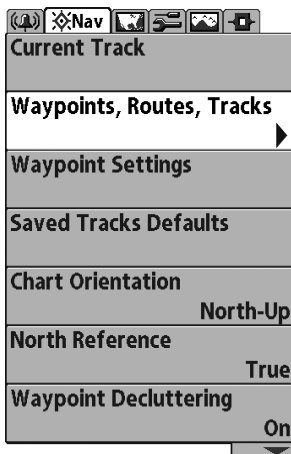 Nav
Current Track
Waypoints, Routes, Tracks
Waypoint Settings
Saved Tracks Defaults
Chart Orientation
North-Up
North Reference
True
Waypoint Decluttering
On